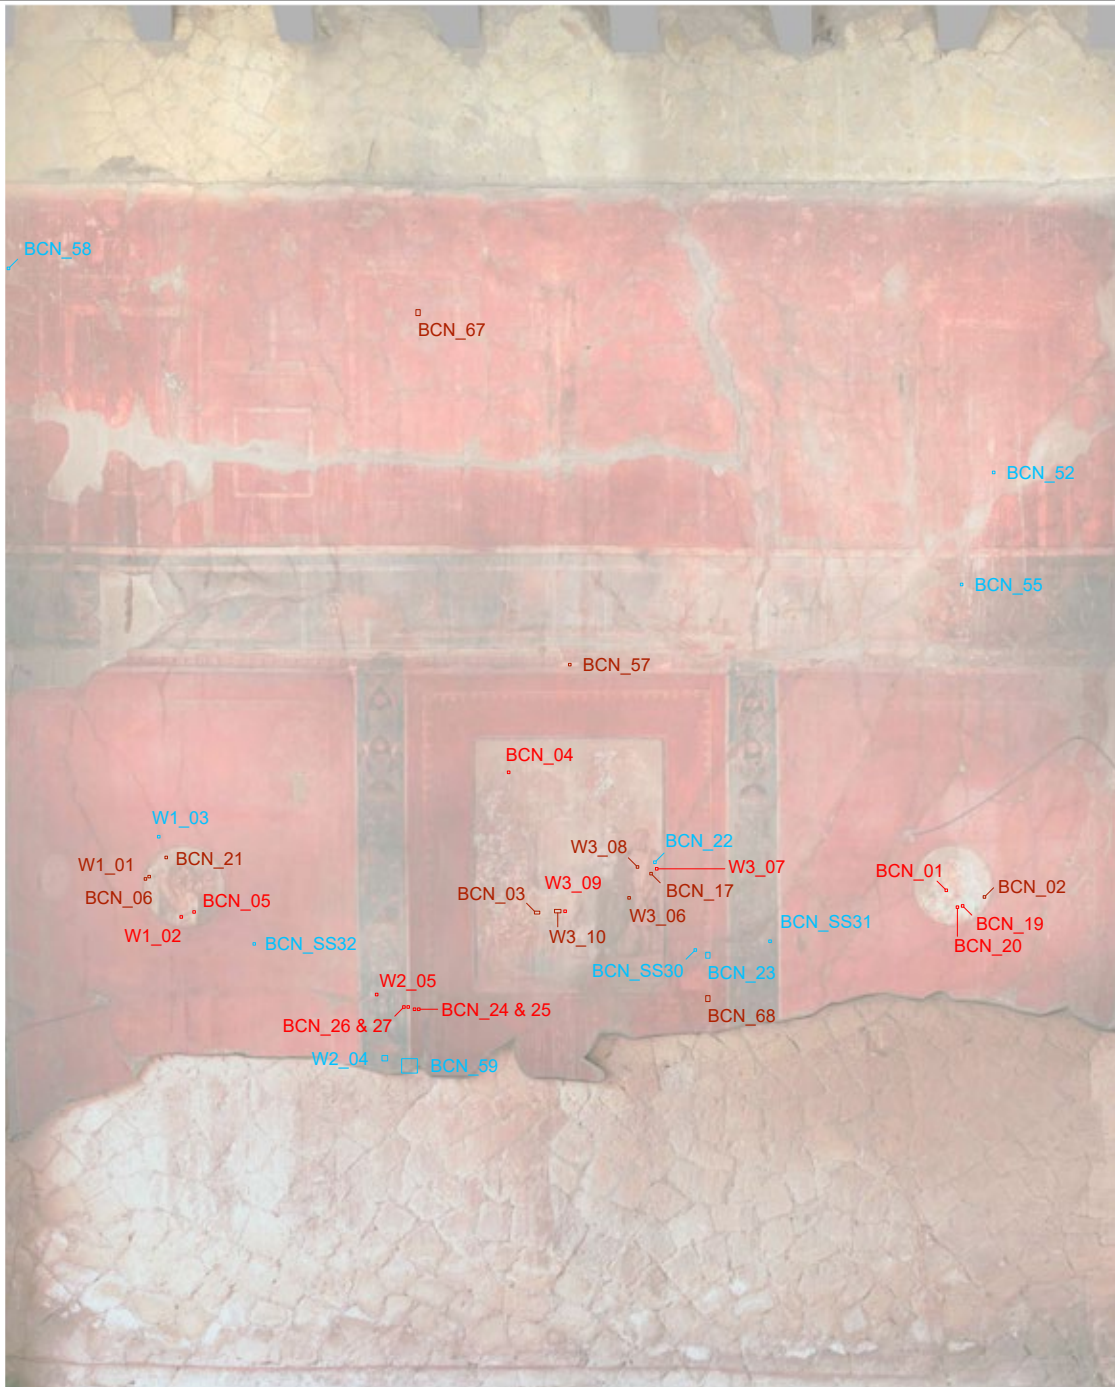 BCN_58
BCN_67
BCN_52
BCN_55
BCN_57
BCN_04
W1_03
BCN_21
W1_01
BCN_06
BCN_05
W1_02
BCN_SS32
W3_08
BCN_22
W3_07
BCN_17
W3_09
BCN_03
W3_06
W3_10
BCN_01
BCN_02
BCN_19
BCN_20
BCN_SS31
BCN_SS30
BCN_23
W2_05
BCN_24 & 25
BCN_26 & 27
BCN_68
W2_04
BCN_59